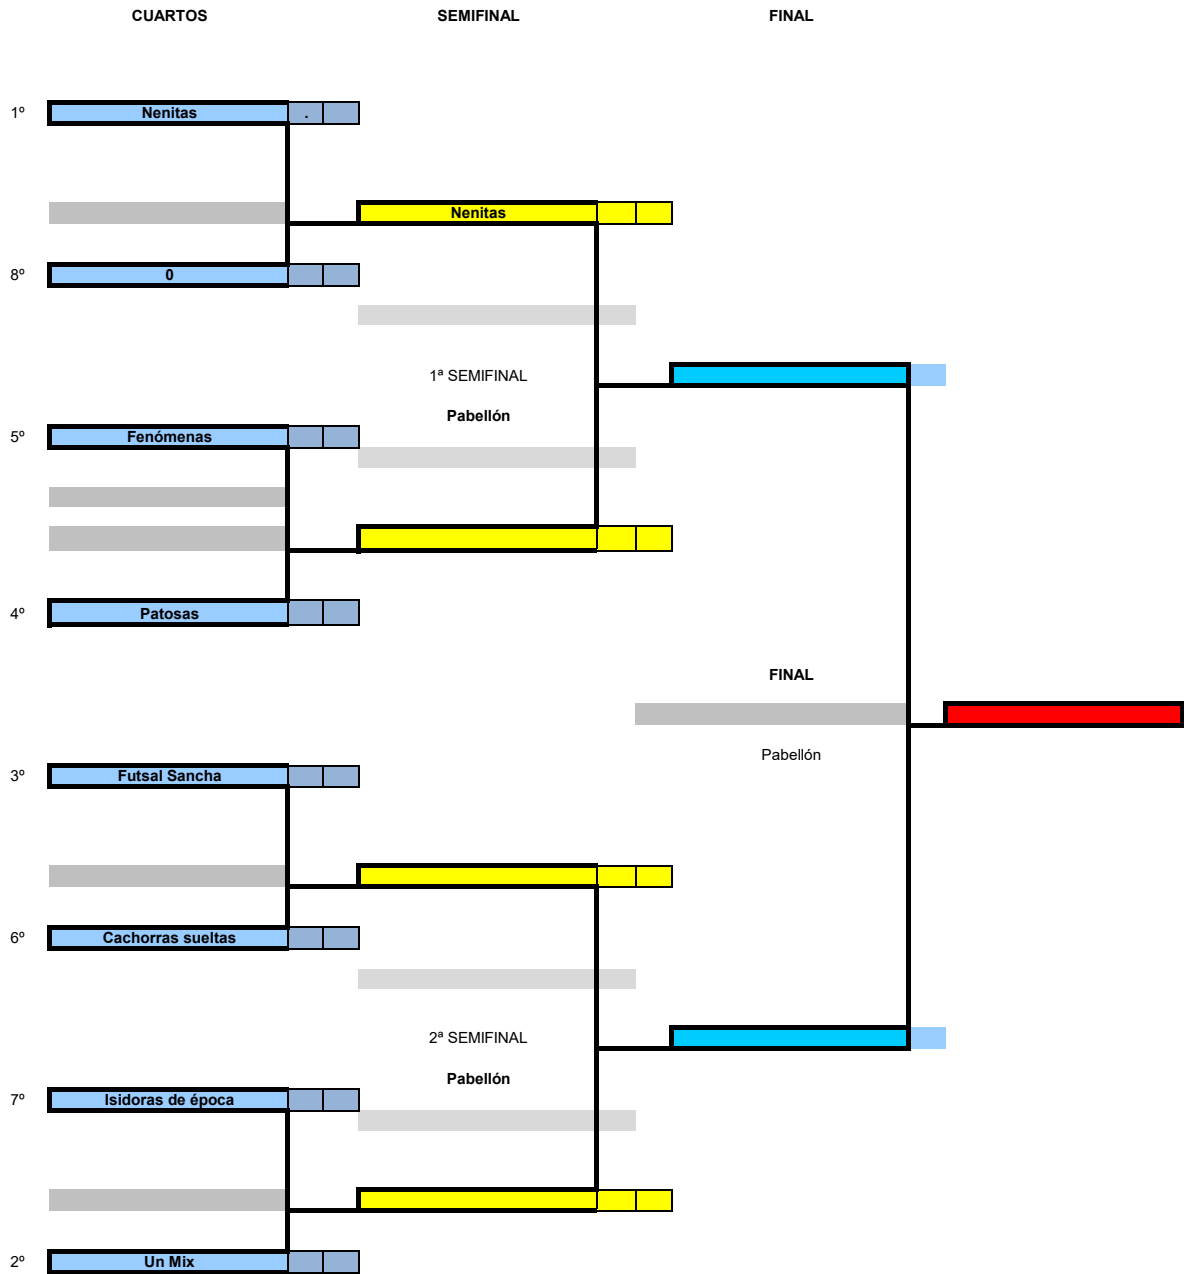 CUARTOS SEMIFINAL FINAL
1º Nenitas .
Nenitas
8º 0
1ª SEMIFINAL
Pabellón
5º Fenómenas
4º Patosas
FINAL
Pabellón
3º Futsal Sancha
6º Cachorras sueltas
2ª SEMIFINAL
Pabellón
7º Isidoras de época
2º Un Mix